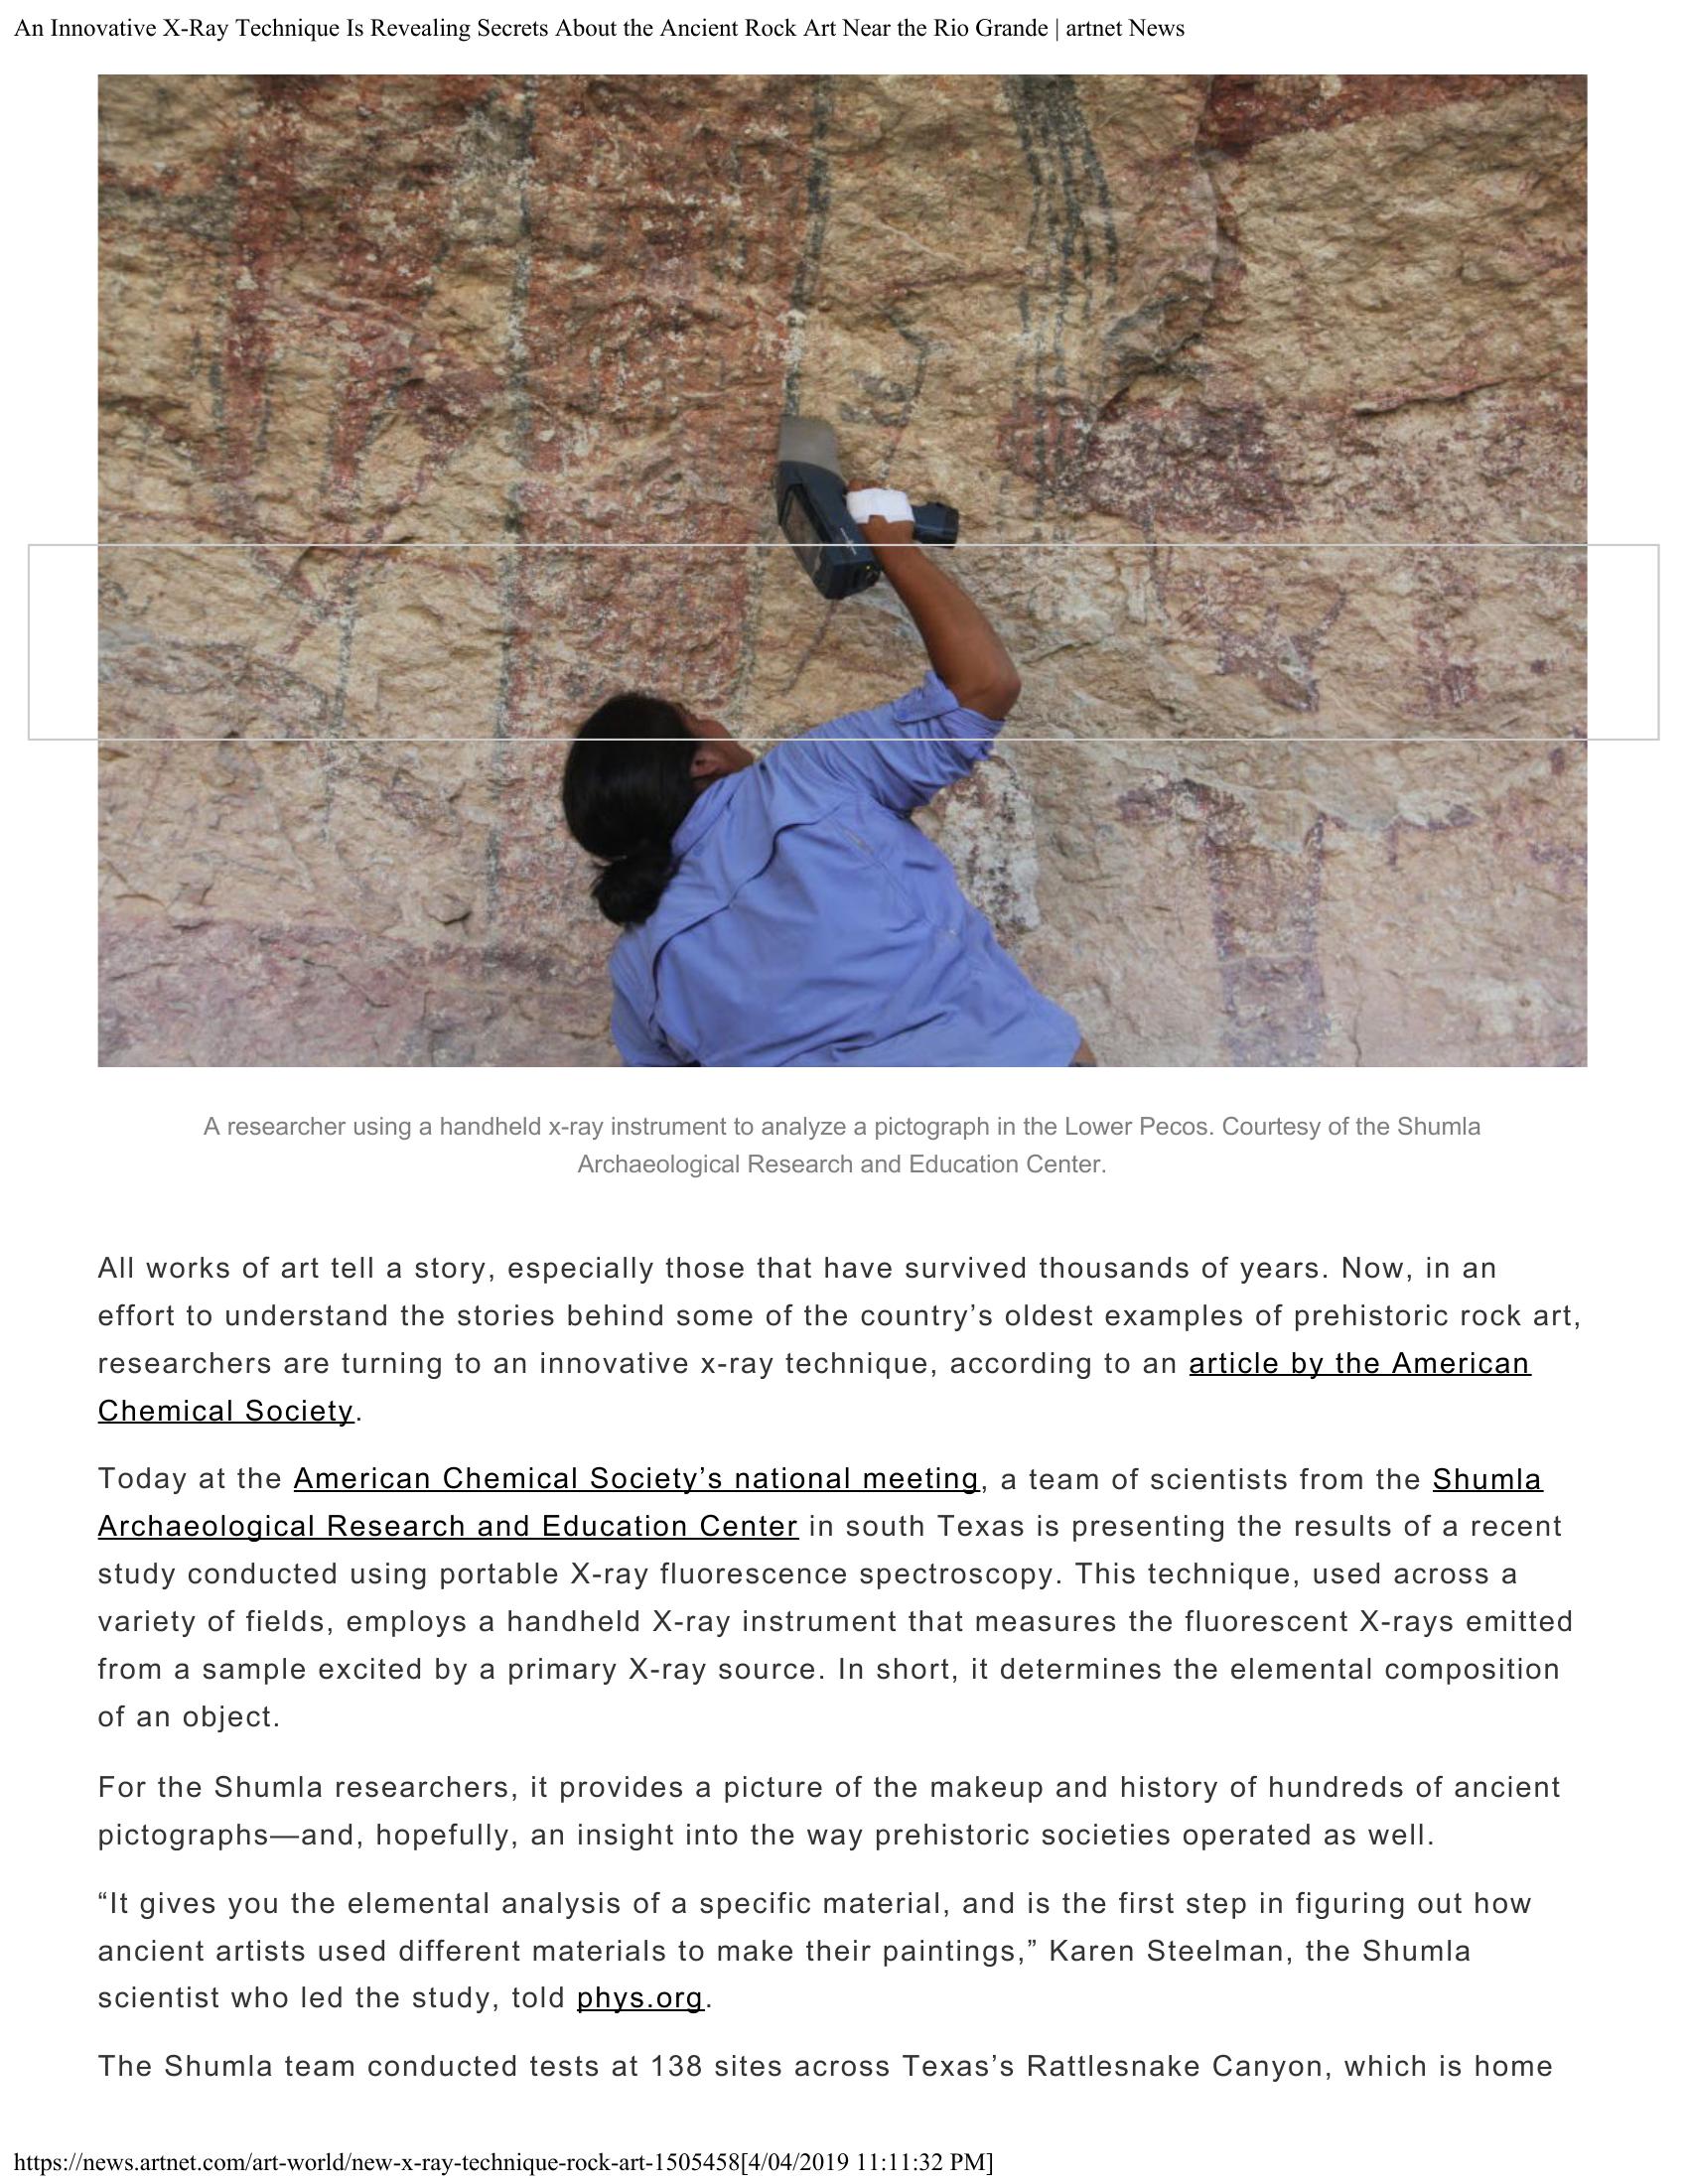 An Innovative X-Ray Technique Is Revealing Secrets About the Ancient Rock Art Near the Rio Grande | artnet News
A researcher using a handheld x-ray instrument to analyze a pictograph in the Lower Pecos. Courtesy of the Shumla
Archaeological Research and Education Center.
All works of art tell a story, especially those that have survived thousands of years. Now, in an
effort to understand the stories behind some of the country’s oldest examples of prehistoric rock art,
researchers are turning to an innovative x-ray technique, according to an article by the American
Chemical Society.
Today at the American Chemical Society’s national meeting, a team of scientists from the Shumla
Archaeological Research and Education Center in south Texas is presenting the results of a recent
study conducted using portable X-ray fluorescence spectroscopy. This technique, used across a
variety of fields, employs a handheld X-ray instrument that measures the fluorescent X-rays emitted
from a sample excited by a primary X-ray source. In short, it determines the elemental composition
of an object.
For the Shumla researchers, it provides a picture of the makeup and history of hundreds of ancient
pictographs—and, hopefully, an insight into the way prehistoric societies operated as well.
“It gives you the elemental analysis of a specific material, and is the first step in figuring out how
ancient artists used different materials to make their paintings,” Karen Steelman, the Shumla
scientist who led the study, told phys.org.
The Shumla team conducted tests at 138 sites across Texas’s Rattlesnake Canyon, which is home
https://news.artnet.com/art-world/new-x-ray-technique-rock-art-1505458[4/04/2019 11:11:32 PM]